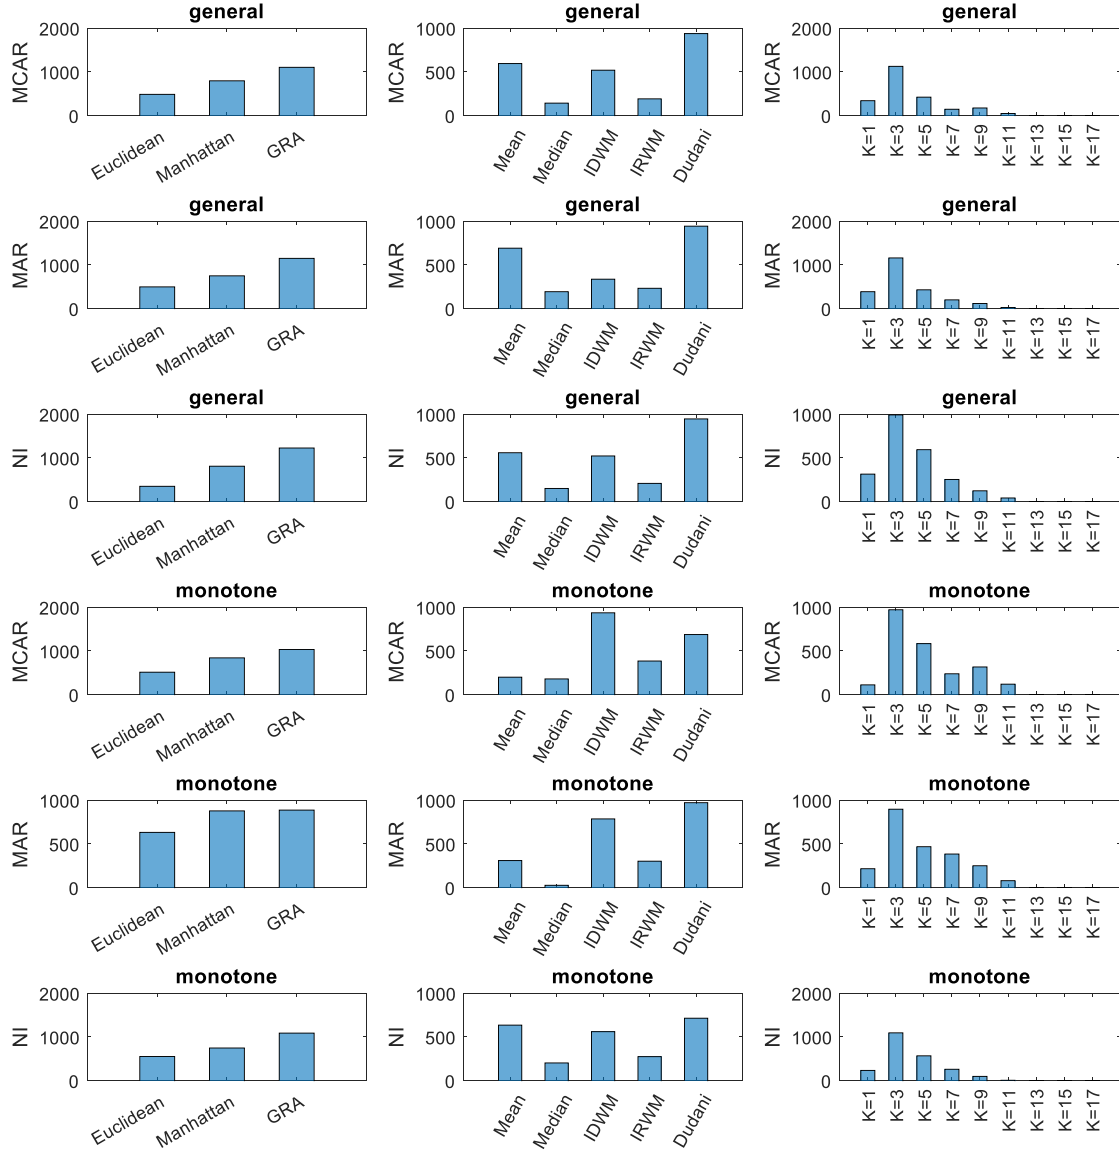 general
MCAR
2000
1000
0
Euclidean
Manhattan
GRA
general
MCAR
1000
500
0
Mean
Median
IDWM
IRWM
Dudani
general
MCAR
2000
1000
0
K=1
K=3
K=5
K=7
K=9
K=11
K=13
K=15
K=17
general
MAR
2000
1000
0
Euclidean
Manhattan
GRA
general
MAR
1000
500
0
Mean
Median
IDWM
IRWM
Dudani
general
MAR
2000
1000
0
K=1
K=3
K=5
K=7
K=9
K=11
K=13
K=15
K=17
general
NI
2000
1000
0
Euclidean
Manhattan
GRA
general
NI
1000
500
0
Mean
Median
IDWM
IRWM
Dudani
general
NI
1000
500
0
K=1
K=3
K=5
K=7
K=9
K=11
K=13
K=15
K=17
monotone
MCAR
2000
1000
0
Euclidean
Manhattan
GRA
monotone
MCAR
1000
500
0
Mean
Median
IDWM
IRWM
Dudani
monotone
MCAR
1000
500
0
K=1
K=3
K=5
K=7
K=9
K=11
K=13
K=15
K=17
monotone
MAR
1000
500
0
Euclidean
Manhattan
GRA
monotone
MAR
1000
500
0
Mean
Median
IDWM
IRWM
Dudani
monotone
MAR
1000
500
0
K=1
K=3
K=5
K=7
K=9
K=11
K=13
K=15
K=17
monotone
NI
2000
1000
0
Euclidean
Manhattan
GRA
monotone
NI
1000
500
0
Mean
Median
IDWM
IRWM
Dudani
monotone
NI
2000
1000
0
K=1
K=3
K=5
K=7
K=9
K=11
K=13
K=15
K=17